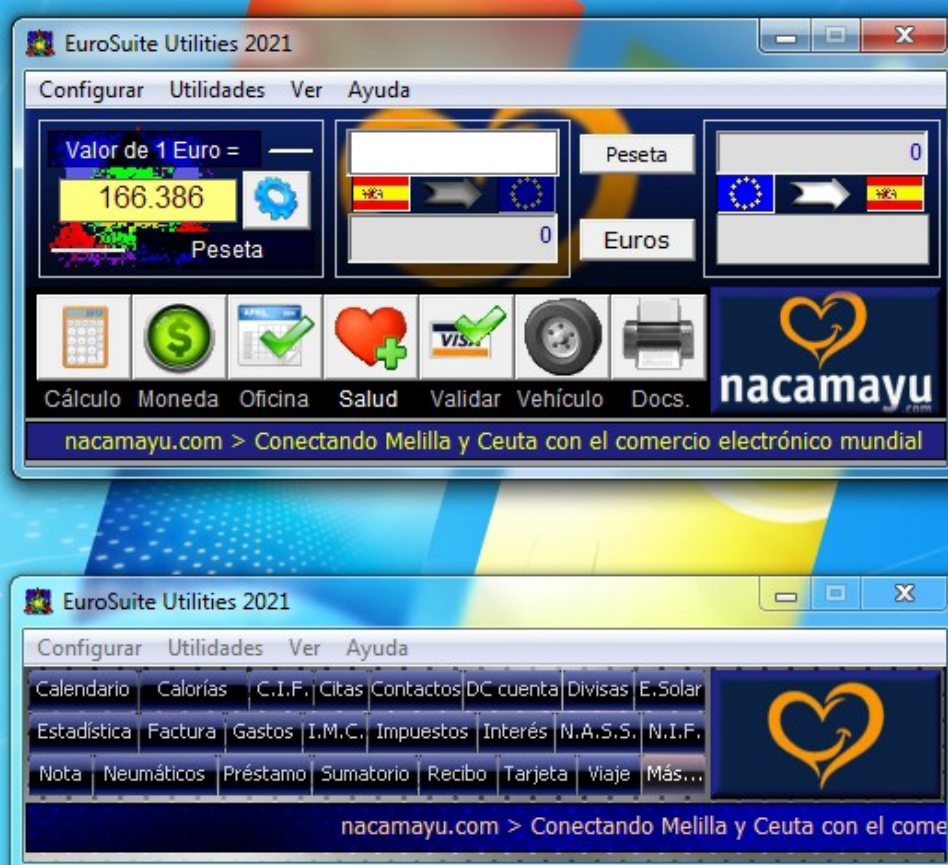 EuroSuite Utilities 2021
Configurar Utilidades Ver Ayuda
Valor de 1 Euro =
166.386
Peseta
0
Peseta
Euros
0
VISA
Cálculo Moneda Oficina Salud Validar Vehículo Docs.
nacamayu
.com
nacamayu.com > Conectando Melilla y Ceuta con el comercio electrónico mundial
EuroSuite Utilities 2021
Configurar Utilidades Ver Ayuda
Calendario Calorías C.I.F. Citas Contactos DC cuenta Divisas E.Solar
Estadística Factura Gastos I.M.C. Impuestos Interés N.A.S.S. N.I.F.
Nota Neumáticos Préstamo Sumatorio Recibo Tarjeta Viaje Más...
nacamayu.com > Conectando Melilla y Ceuta con el come